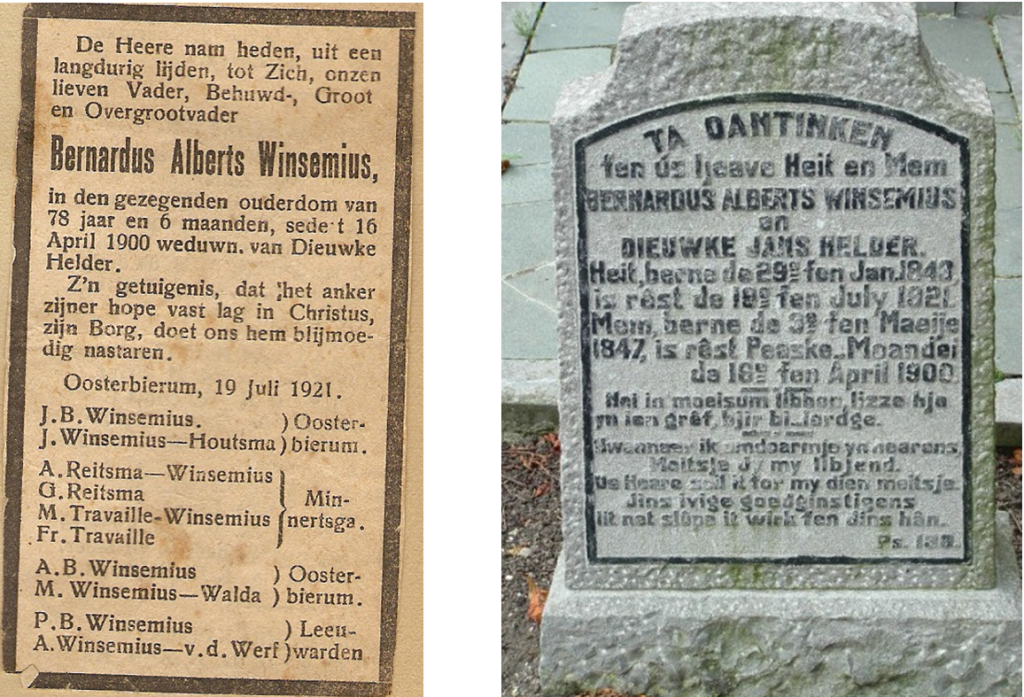 De Heere nam heden, uit een
langdurig lijden, tot Zich, onzen
lieven Vader, Behuwd-, Groot
en Overgrootvader
Bernardus Alberts Winsemius,
in den gezegenden ouderdom van
78 jaar en 6 maanden, sedert 16
April 1900 weduwn. van Dieuwke
Helder.
Z'n getuigenis, dat het anker
zijner hope vast lag in Christus,
zijn Borg, doet ons hem blijmoe-
dig nastaren.
Oosterbierum, 19 Juli 1921.
J. B. Winsemius. ) Ooster-
J. Winsemius—Houtsma ) bierum.
A. Reitsma—Winsemius
G. Reitsma Min-
M. Travaille-Winsemius nertsga.
Fr. Travaille
A. B. Winsemius ) Ooster-
M. Winsemius—Walda ) bierum.
P. B. Winsemius ) Leeu-
A. Winsemius—v. d. Werf ) warden
TA OANTINKEN
fen ús ljeave Heit en Mem
BERNARDUS ALBERTS WINSEMIUS
en
DIEUWKE JANS HELDER.
Heit, berne de 29e fen Jan. 1843,
is rêst de 19e fen July, 1921.
Mem, berne de 3e fen Maeije
1847, is rêst Peaske-Moandei
de 16e fen April 1900.
Hei in moeisum libben, lizze hja
yn ien grêf, hjir
ik yn
Meitsje Jy my libjend.
De Heare scil it for my dien meitsje.
Jins ivige goedginstigens
lit net slûpe it wirk fen Jins hân.
Ps. 138.